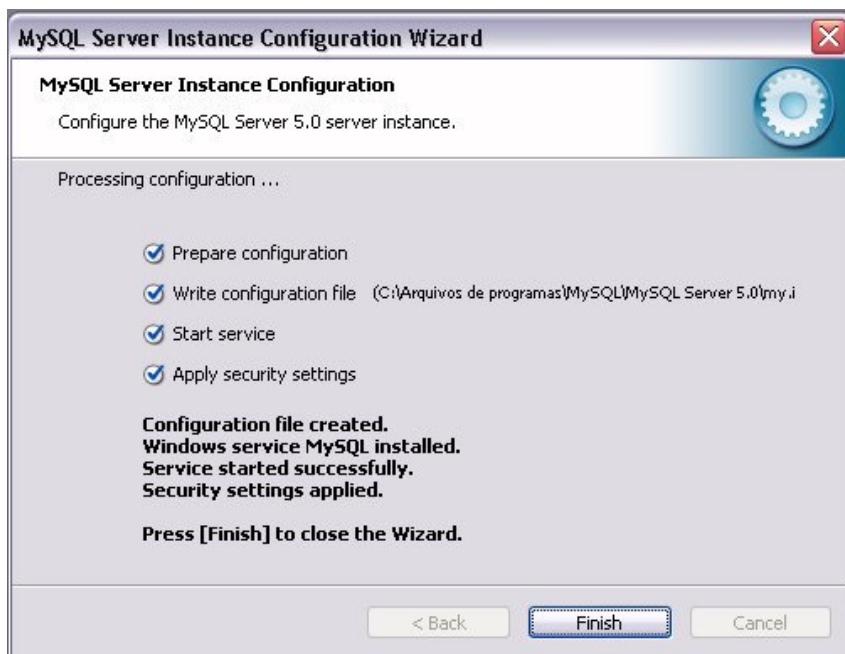 MySQL Server Instance Configuration Wizard
MySQL Server Instance Configuration
Configure the MySQL Server 5.0 server instance.
Processing configuration ...
Prepare configuration
Write configuration file (C:\Arquivos de programas\MySQL\MySQL Server 5.0\my.i
Start service
Apply security settings
Configuration file created.
Windows service MySQL installed.
Service started successfully.
Security settings applied.
Press [Finish] to close the Wizard.
< Back Finish Cancel